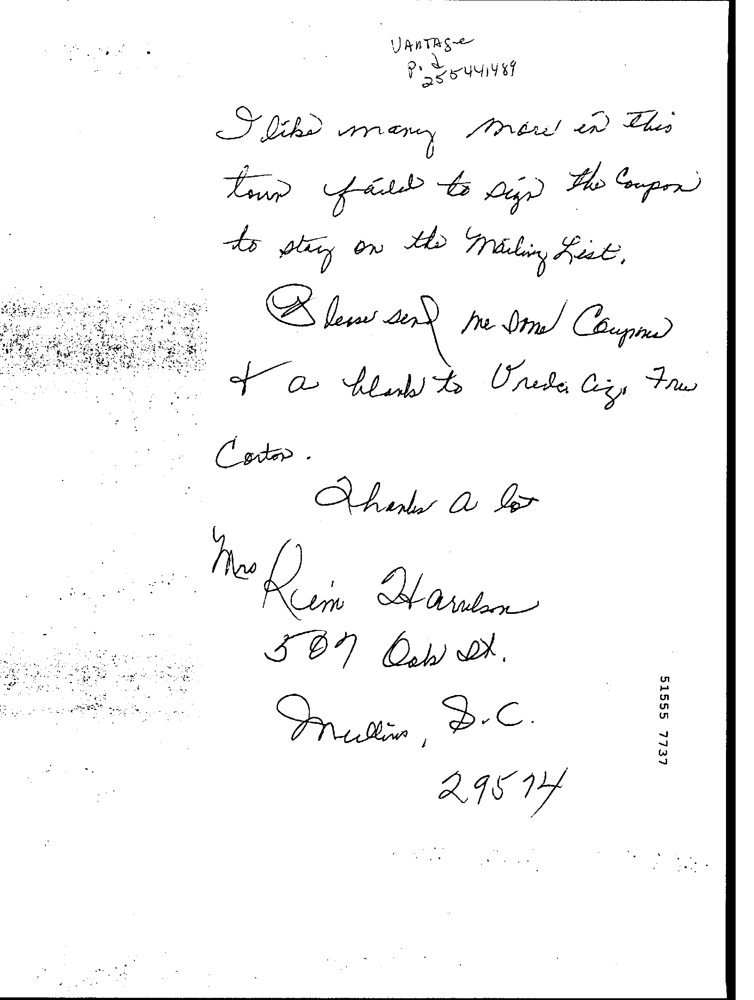 VANTAGE
P. d
255441489
I like many more in this
town faild to sign the Coupon
to stay on the Mailing List.
Please send me some Coupons
& a blank to Cig. Free
Carton.
Thanks a lot
Mrs Kim Harrelson
507 Oak St.
Mullins, S.C.
29574
51555 7737